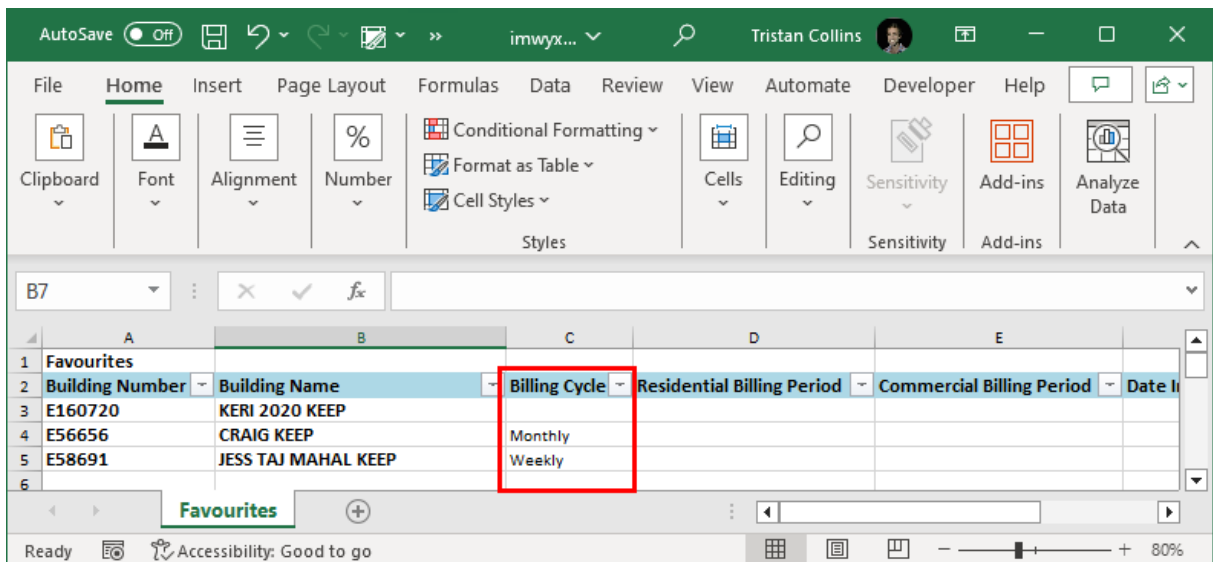 AutoSave Off imwyx... Tristan Collins
File Home Insert Page Layout Formulas Data Review View Automate Developer Help
Clipboard
Font
Alignment
Number
Conditional Formatting
Format as Table
Cell Styles
Styles
Cells
Editing
Sensitivity
Sensitivity
Add-ins
Add-ins
Analyze
Data
B7 fx
A B C D E
1 Favourites
2 Building Number Building Name Billing Cycle Residential Billing Period Commercial Billing Period Date I
3 E160720 KERI 2020 KEEP
4 E56656 CRAIG KEEP Monthly
5 E58691 JESS TAJ MAHAL KEEP Weekly
6
Favourites
Ready Accessibility: Good to go 80%